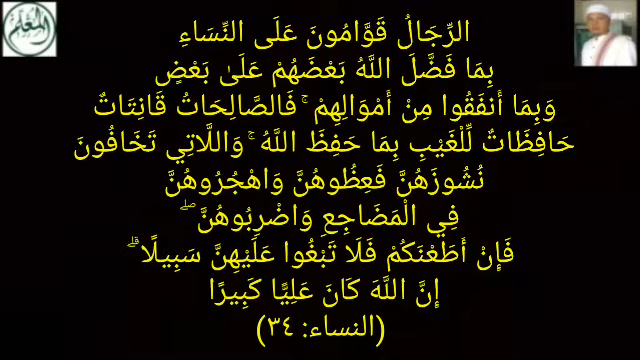 المعلم
الرِّجَالُ قَوَّامُونَ عَلَى النِّسَاءِ
بِمَا فَضَّلَ اللَّهُ بَعْضَهُمْ عَلَىٰ بَعْضٍ
وَبِمَا أَنفَقُوا مِنْ أَمْوَالِهِمْ ۚ فَالصَّالِحَاتُ قَانِتَاتٌ
حَافِظَاتٌ لِّلْغَيْبِ بِمَا حَفِظَ اللَّهُ ۚ وَاللَّاتِي تَخَافُونَ
نُشُوزَهُنَّ فَعِظُوهُنَّ وَاهْجُرُوهُنَّ
فِي الْمَضَاجِعِ وَاضْرِبُوهُنَّ ۖ
فَإِنْ أَطَعْنَكُمْ فَلَا تَبْغُوا عَلَيْهِنَّ سَبِيلًا ۗ
إِنَّ اللَّهَ كَانَ عَلِيًّا كَبِيرًا
(النساء: ٣٤)